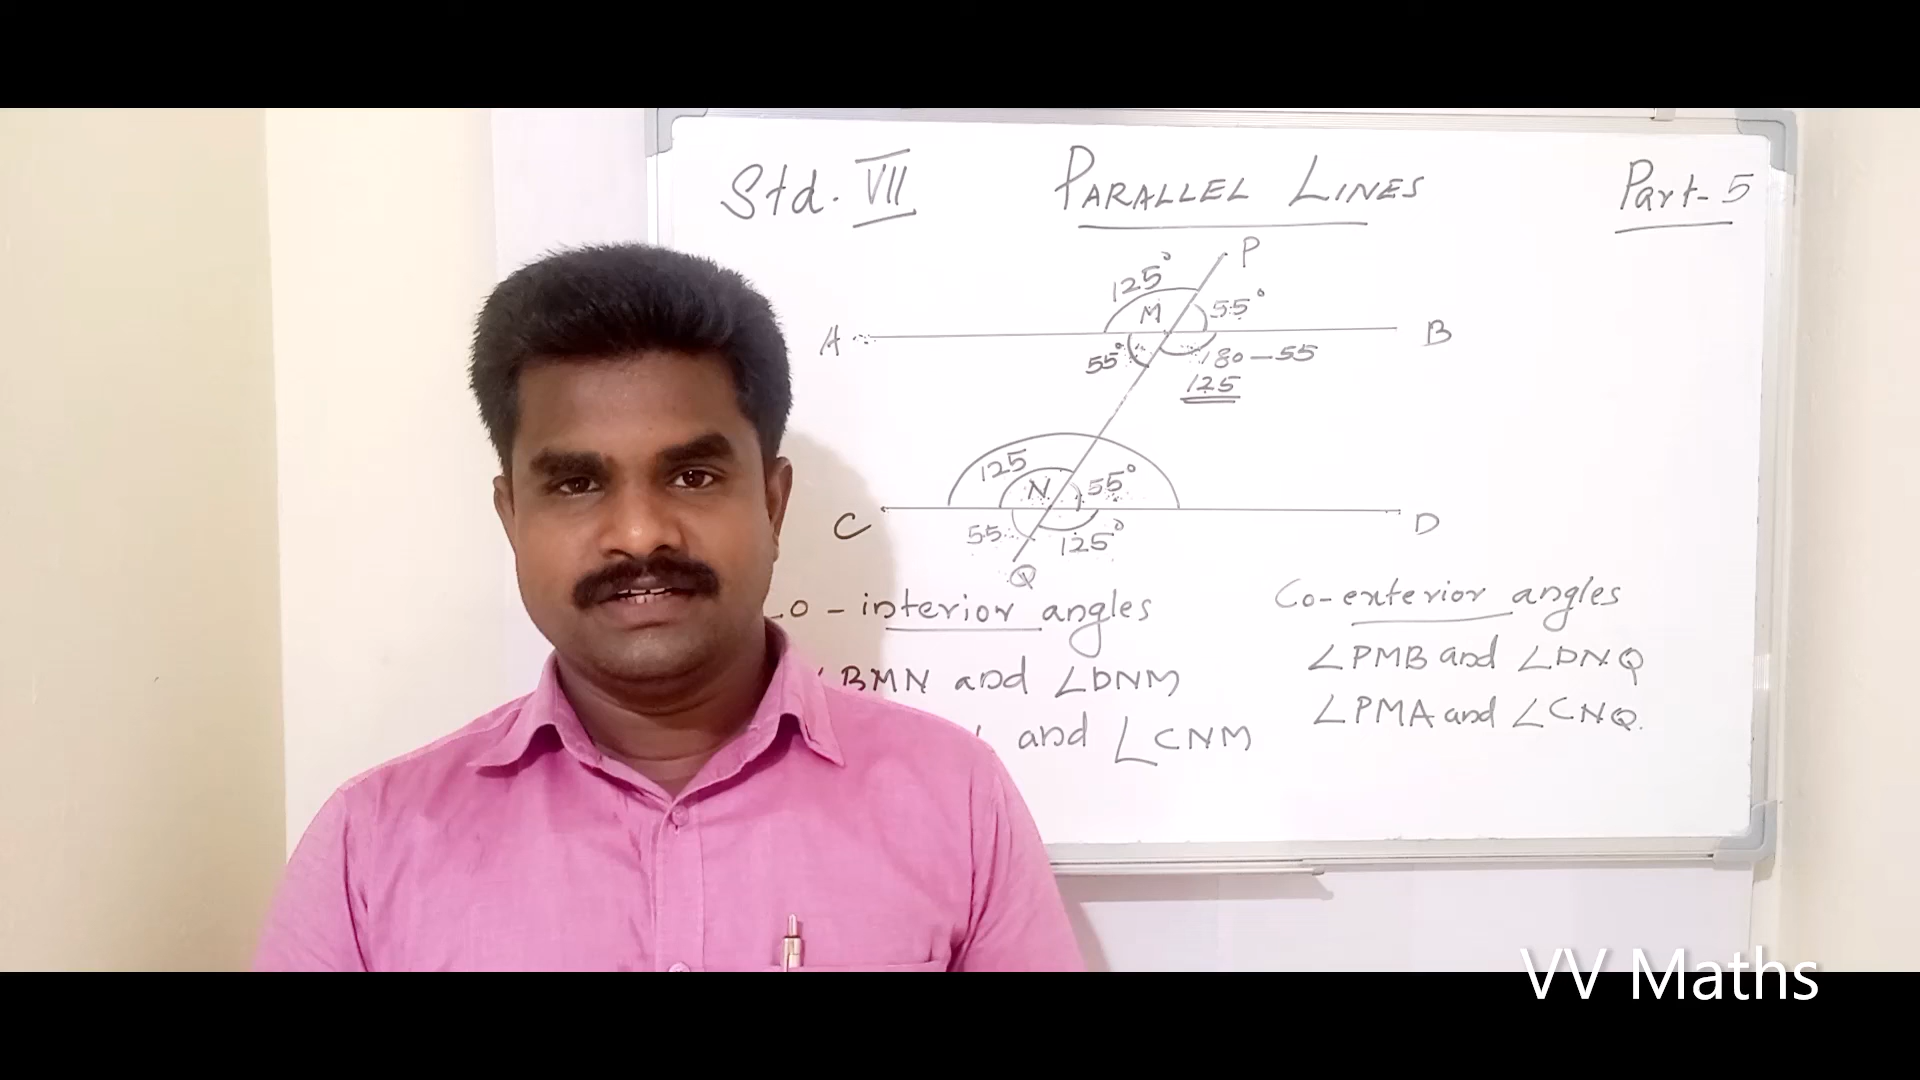 Std. VII PARALLEL LINES Part-5
P
125°
M 55°
A B
55° 180-55
125
125 N 55°
C D
55 125°
Q
Co-exterior angles
-interior angles
∠PMB and ∠DNQ
BMN and ∠DNM
∠PMA and ∠CNQ.
and ∠CNM
VV Maths